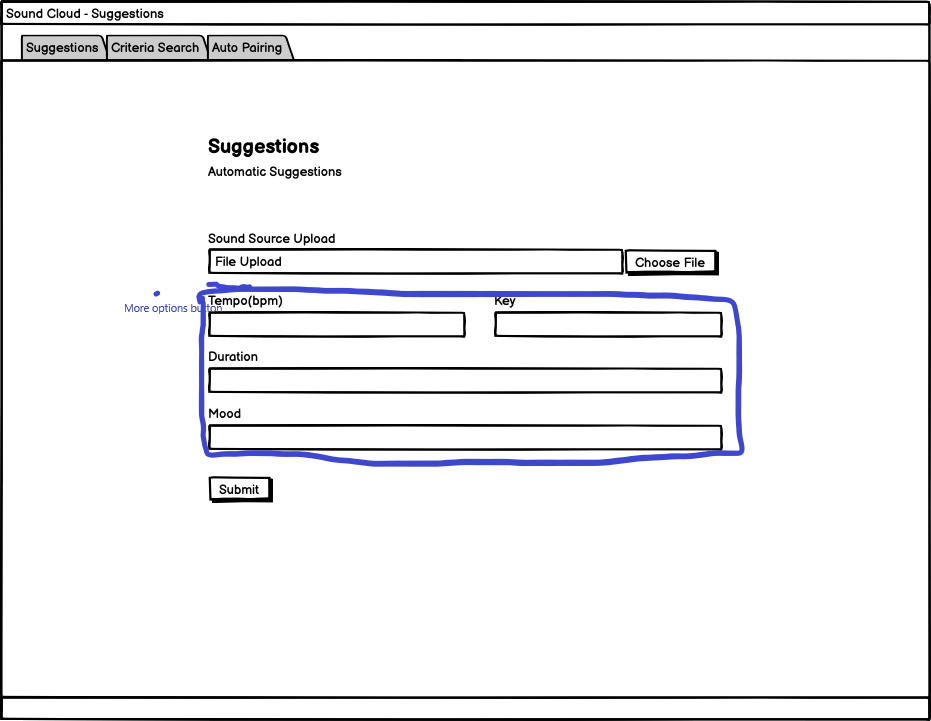 Sound Cloud - Suggestions
Suggestions Criteria Search Auto Pairing
Suggestions
Automatic Suggestions
Sound Source Upload
File Upload Choose File
Tempo(bpm) Key
More options button
Duration
Mood
Submit